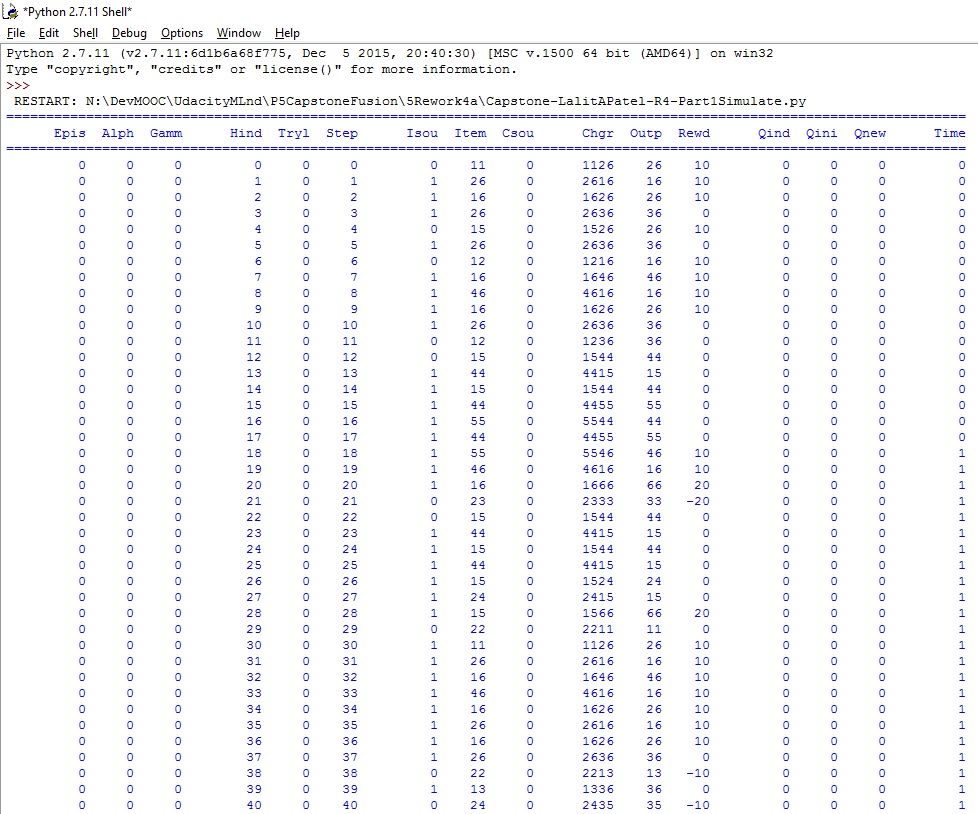 *Python 2.7.11 Shell*
File Edit Shell Debug Options Window Help
Python 2.7.11 (v2.7.11:6d1b6a68f775, Dec  5 2015, 20:40:30) [MSC v.1500 64 bit (AMD64)] on win32
Type "copyright", "credits" or "license()" for more information.
>>>
RESTART: N:\DevMOOC\UdacityMLnd\P5CapstoneFusion\5Rework4a\Capstone-LalitAPatel-R4-Part1Simulate.py
================================================================================
Epis Alph Gamm Hind Tryl Step Isou Item Csou Chgr Outp Rewd Qind Qini Qnew Time
================================================================================
0 0 0 0 0 0 0 11 0 1126 26 10 0 0 0 0
0 0 0 1 0 1 1 26 0 2616 16 10 0 0 0 0
0 0 0 2 0 2 1 16 0 1626 26 10 0 0 0 0
0 0 0 3 0 3 1 26 0 2636 36 0 0 0 0 0
0 0 0 4 0 4 0 15 0 1526 26 10 0 0 0 0
0 0 0 5 0 5 1 26 0 2636 36 0 0 0 0 0
0 0 0 6 0 6 0 12 0 1216 16 10 0 0 0 0
0 0 0 7 0 7 1 16 0 1646 46 10 0 0 0 0
0 0 0 8 0 8 1 46 0 4616 16 10 0 0 0 0
0 0 0 9 0 9 1 16 0 1626 26 10 0 0 0 0
0 0 0 10 0 10 1 26 0 2636 36 0 0 0 0 0
0 0 0 11 0 11 0 12 0 1236 36 0 0 0 0 0
0 0 0 12 0 12 0 15 0 1544 44 0 0 0 0 0
0 0 0 13 0 13 1 44 0 4415 15 0 0 0 0 0
0 0 0 14 0 14 1 15 0 1544 44 0 0 0 0 0
0 0 0 15 0 15 1 44 0 4455 55 0 0 0 0 0
0 0 0 16 0 16 1 55 0 5544 44 0 0 0 0 0
0 0 0 17 0 17 1 44 0 4455 55 0 0 0 0 0
0 0 0 18 0 18 1 55 0 5546 46 10 0 0 0 1
0 0 0 19 0 19 1 46 0 4616 16 10 0 0 0 1
0 0 0 20 0 20 1 16 0 1666 66 20 0 0 0 1
0 0 0 21 0 21 0 23 0 2333 33 -20 0 0 0 1
0 0 0 22 0 22 0 15 0 1544 44 0 0 0 0 1
0 0 0 23 0 23 1 44 0 4415 15 0 0 0 0 1
0 0 0 24 0 24 1 15 0 1544 44 0 0 0 0 1
0 0 0 25 0 25 1 44 0 4415 15 0 0 0 0 1
0 0 0 26 0 26 1 15 0 1524 24 0 0 0 0 1
0 0 0 27 0 27 1 24 0 2415 15 0 0 0 0 1
0 0 0 28 0 28 1 15 0 1566 66 20 0 0 0 1
0 0 0 29 0 29 0 22 0 2211 11 0 0 0 0 1
0 0 0 30 0 30 1 11 0 1126 26 10 0 0 0 1
0 0 0 31 0 31 1 26 0 2616 16 10 0 0 0 1
0 0 0 32 0 32 1 16 0 1646 46 10 0 0 0 1
0 0 0 33 0 33 1 46 0 4616 16 10 0 0 0 1
0 0 0 34 0 34 1 16 0 1626 26 10 0 0 0 1
0 0 0 35 0 35 1 26 0 2616 16 10 0 0 0 1
0 0 0 36 0 36 1 16 0 1626 26 10 0 0 0 1
0 0 0 37 0 37 1 26 0 2636 36 0 0 0 0 1
0 0 0 38 0 38 0 22 0 2213 13 -10 0 0 0 1
0 0 0 39 0 39 1 13 0 1336 36 0 0 0 0 1
0 0 0 40 0 40 0 24 0 2435 35 -10 0 0 0 1